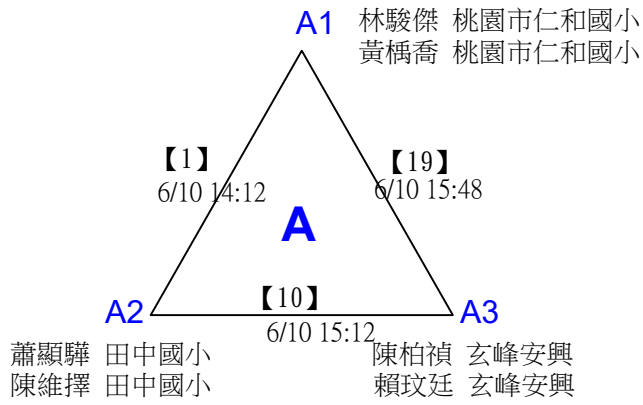 A1 林駿傑 桃園市仁和國小
黃楀喬 桃園市仁和國小
【1】
6/10 14:12
【19】
6/10 15:48
A
【10】
6/10 15:12
A2
A3
蕭顯驊 田中國小
陳維擇 田中國小
陳柏禎 玄峰安興
賴玟廷 玄峰安興